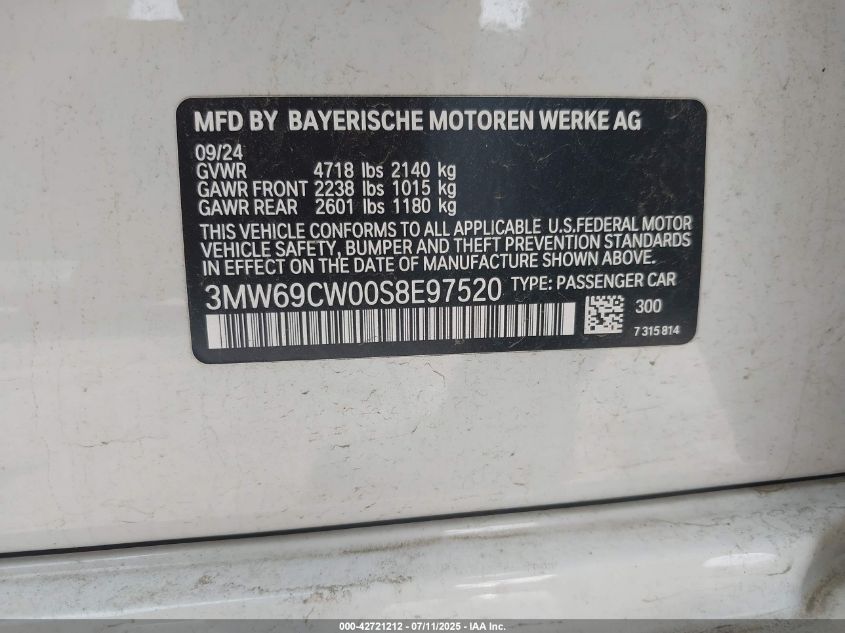 MFD BY BAYERISCHE MOTOREN WERKE AG
09/24
GVWR 4718 lbs 2140 kg
GAWR FRONT 2238 lbs 1015 kg
GAWR REAR 2601 lbs 1180 kg
THIS VEHICLE CONFORMS TO ALL APPLICABLE U.S.FEDERAL MOTOR
VEHICLE SAFETY, BUMPER AND THEFT PREVENTION STANDARDS
IN EFFECT ON THE DATE OF MANUFACTURE SHOWN ABOVE.
3MW69CW00S8E97520 TYPE: PASSENGER CAR
300
7 315 814
000-42721212 - 07/11/2025 - IAA Inc.